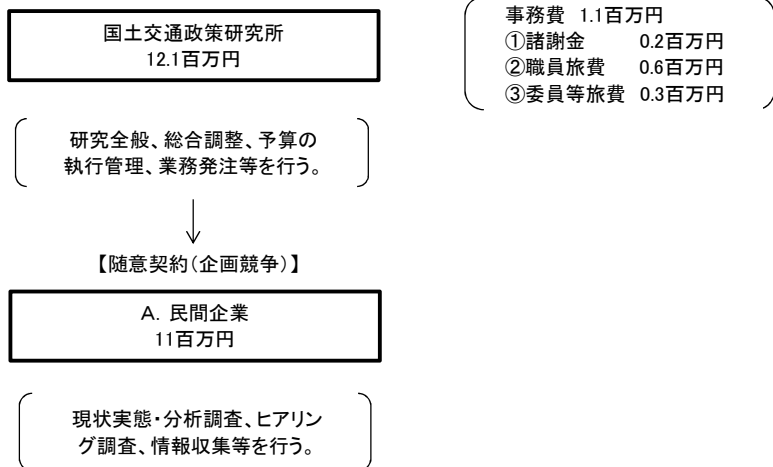 国土交通政策研究所
12.1百万円
事務費 1.1百万円
①諸謝金 0.2百万円
②職員旅費 0.6百万円
③委員等旅費 0.3百万円
研究全般、総合調整、予算の
執行管理、業務発注等を行う。
【随意契約(企画競争)】
A. 民間企業
11百万円
現状実態・分析調査、ヒアリン
グ調査、情報収集等を行う。